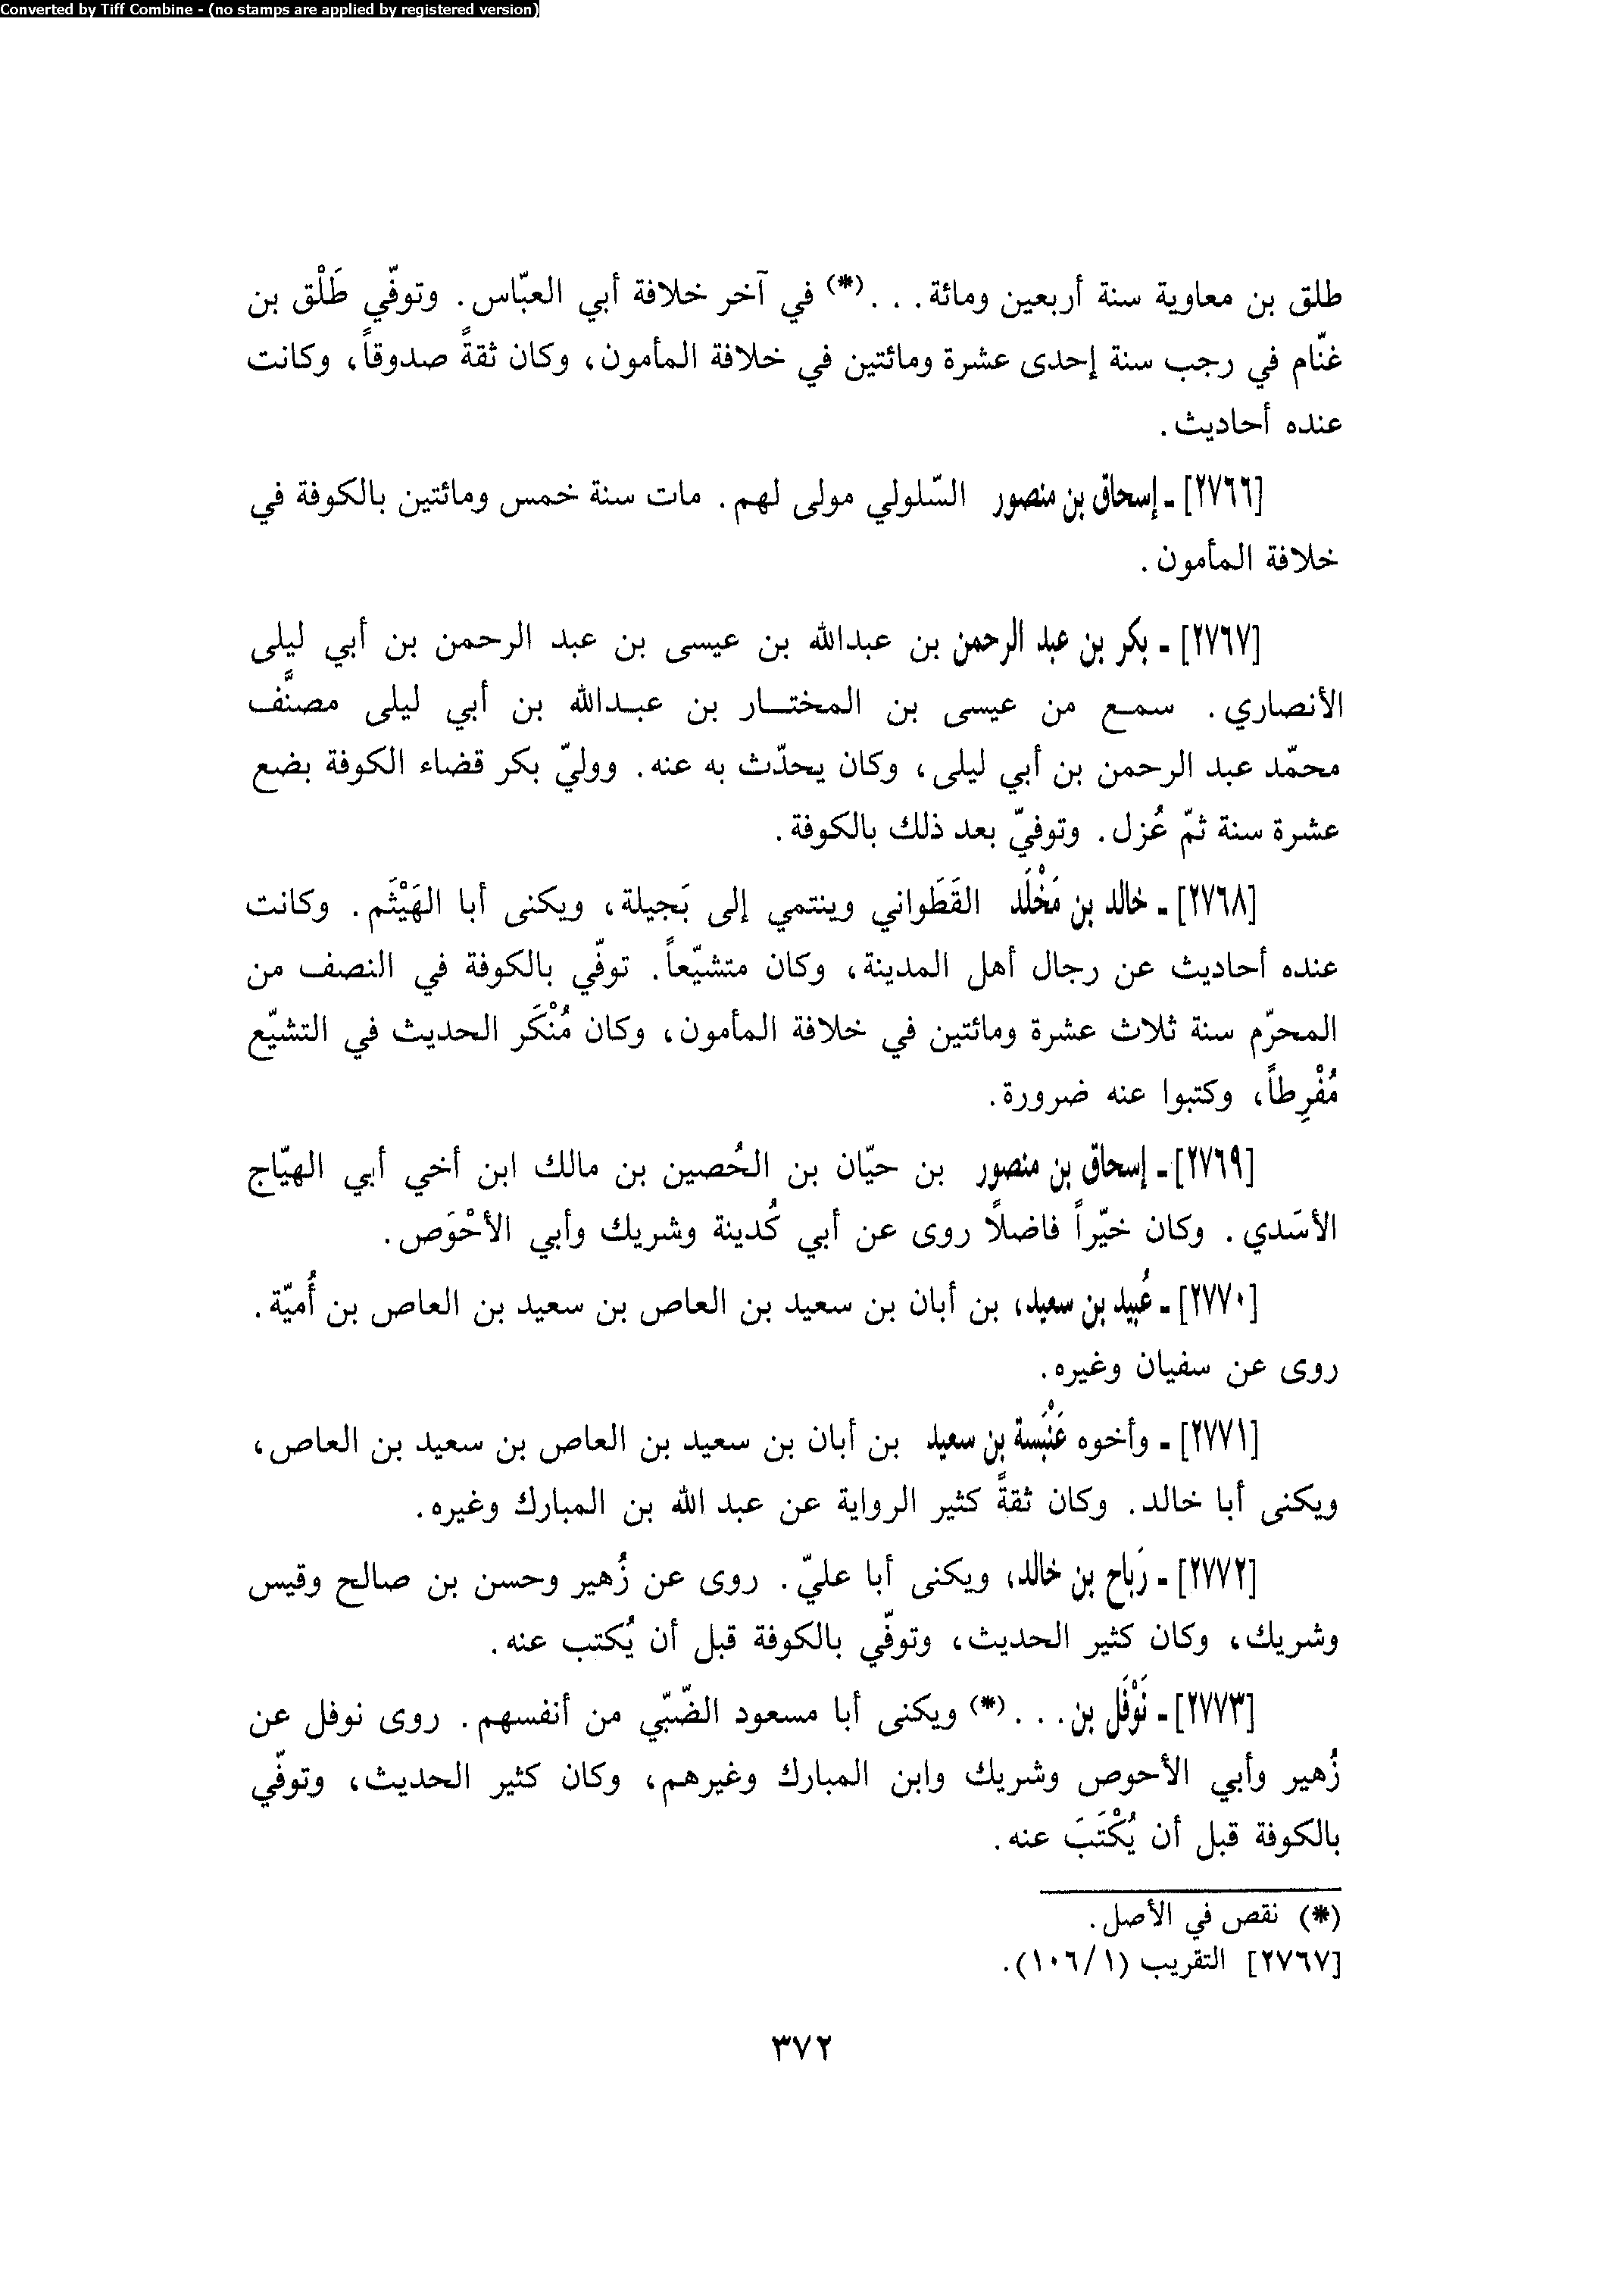 Converted by Tiff Combine - (no stamps are applied by registered version)
طلق بن معاوية سنة أربعين ومائة. . .(*) في آخر خلافة أبي العبّاس. وتوفّي طَلْق بن
غنّام في رجب سنة إحدى عشرة ومائتين في خلافة المأمون، وكان ثقةً صدوقاً، وكانت
عنده أحاديث.
[٢٧٦٦] ـ إسحاق بن منصور السّلولي مولى لهم. مات سنة خمس ومائتين بالكوفة في
خلافة المأمون.
[٢٧٦٧] ـ بكر بن عبد الرحمن بن عبدالله بن عيسى بن عبد الرحمن بن أبي ليلى
الأنصاري. سمع من عيسى بن المختار بن عبدالله بن أبي ليلى مصنَّف
محمّد عبد الرحمن بن أبي ليلى، وكان يحدّث به عنه. ووليّ بكر قضاء الكوفة بضع
عشرة سنة ثمّ عُزل. وتوفيّ بعد ذلك بالكوفة.
[٢٧٦٨] ـ خالد بن مَخْلَد القَطَواني وينتمي إلى بَجيلة، ويكنى أبا الهَيْثَم. وكانت
عنده أحاديث عن رجال أهل المدينة، وكان متشيّعاً. توفّي بالكوفة في النصف من
المحرّم سنة ثلاث عشرة ومائتين في خلافة المأمون، وكان مُنْكَر الحديث في التشيّع
مُفْرِطاً، وكتبوا عنه ضرورة.
[٢٧٦٩] ـ إسحاق بن منصور بن حيّان بن الحُصين بن مالك ابن أخي أبي الهيّاج
الأسَدي. وكان خيّراً فاضلًا روى عن أبي كُدينة وشريك وأبي الأحْوَص.
[٢٧٧٠] ـ عُبيد بن سعيد، بن أبان بن سعيد بن العاص بن سعيد بن العاص بن أُميّة.
روى عن سفيان وغيره.
[٢٧٧١] ـ وأخوه عَنْبَسة بن سعيد بن أبان بن سعيد بن العاص بن سعيد بن العاص،
ويكنى أبا خالد. وكان ثقةً كثير الرواية عن عبد الله بن المبارك وغيره.
[٢٧٧٢] ـ رَباح بن خالد، ويكنى أبا عليّ. روى عن زُهير وحسن بن صالح وقيس
وشريك، وكان كثير الحديث، وتوفّي بالكوفة قبل أن يُكتب عنه.
[٢٧٧٣] ـ نَوْفَل بن. . .(*) ويكنى أبا مسعود الضّبّي من أنفسهم. روى نوفل عن
زُهير وأبي الأحوص وشريك وابن المبارك وغيرهم، وكان كثير الحديث، وتوفّي
بالكوفة قبل أن يُكْتَبَ عنه.
(*) نقص في الأصل.
[٢٧٦٧] التقريب (١/١٠٦).
٣٧٢